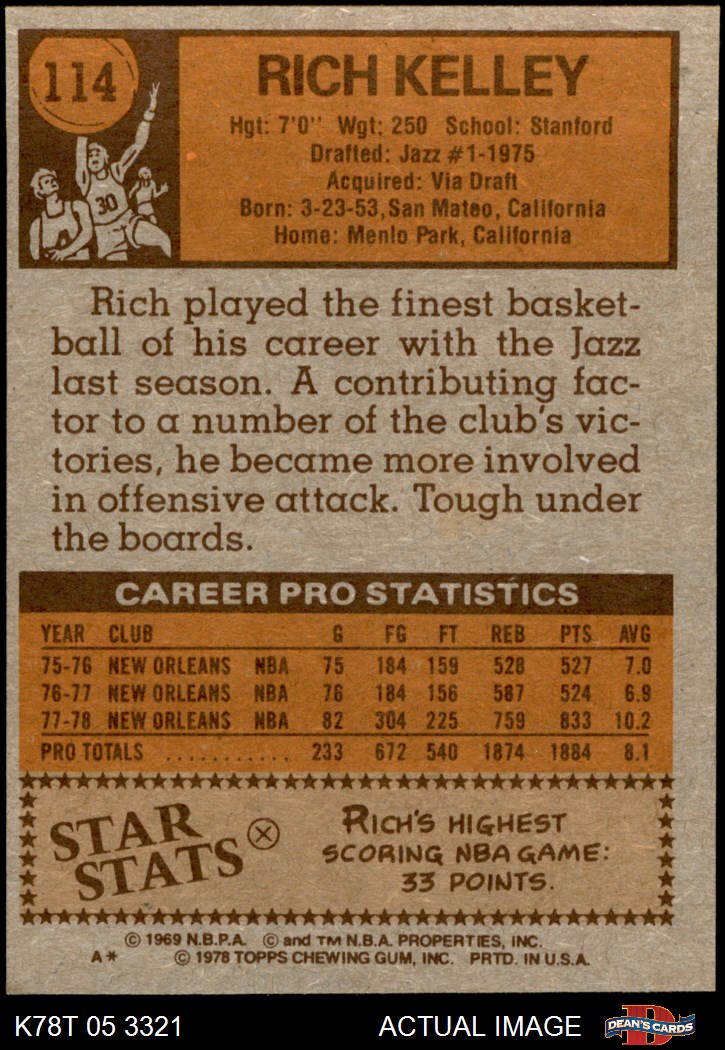 114
RICH KELLEY
Hgt: 7'0" Wgt: 250 School: Stanford
Drafted: Jazz #1-1975
Acquired: Via Draft
Born: 3-23-53, San Mateo, California
Home: Menlo Park, California
30
Rich played the finest basket-
ball of his career with the Jazz
last season. A contributing fac-
tor to a number of the club's vic-
tories, he became more involved
in offensive attack. Tough under
the boards.
CAREER PRO STATISTICS
YEAR CLUB G FG FT REB PTS AVG
75-76 NEW ORLEANS NBA 75 184 159 528 527 7.0
76-77 NEW ORLEANS NBA 76 184 156 587 524 6.9
77-78 NEW ORLEANS NBA 82 304 225 759 833 10.2
PRO TOTALS ........... 233 672 540 1874 1884 8.1
STAR
STATS
RICH'S HIGHEST
SCORING NBA GAME:
33 POINTS.
© 1969 N.B.P.A. © and TM N.B.A. PROPERTIES, INC.
A* © 1978 TOPPS CHEWING GUM, INC. PRTD. IN U.S.A.
K78T 05 3321 ACTUAL IMAGE
D
DEAN'S CARDS